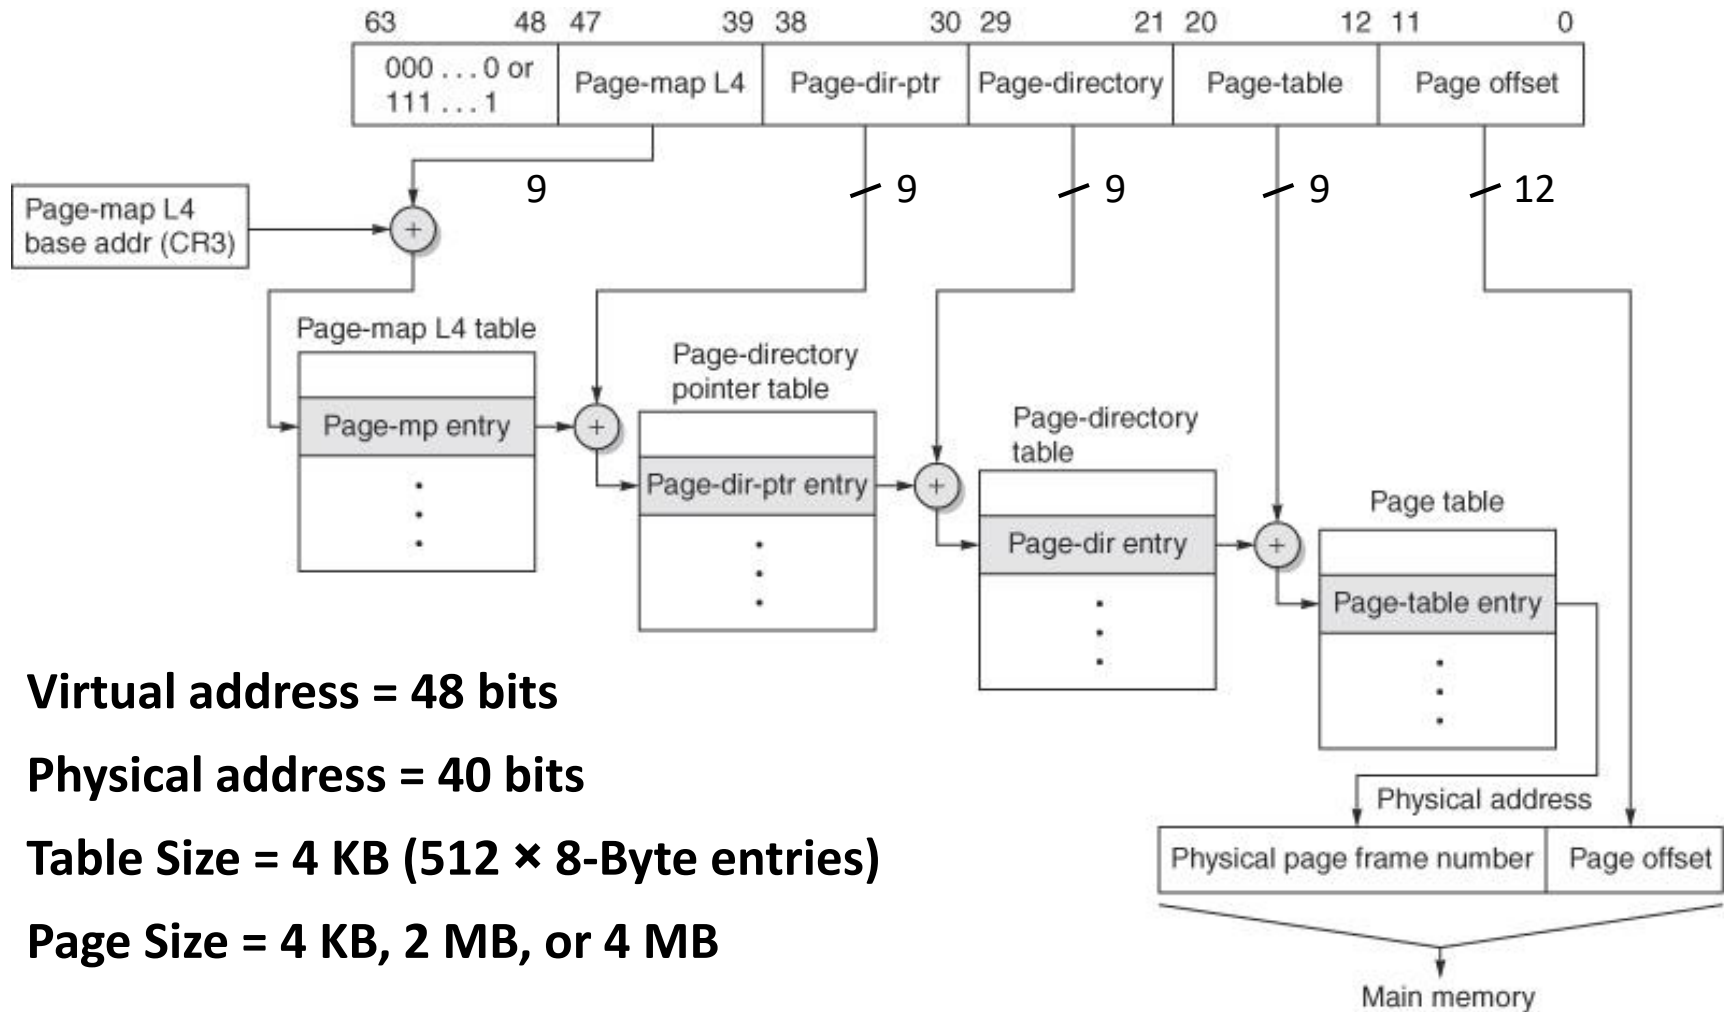 63 48 47 39 38 30 29 21 20 12 11 0
000 . . . 0 or
111 . . . 1
Page-map L4
Page-dir-ptr
Page-directory
Page-table
Page offset
9
9
9
9
12
Page-map L4
base addr (CR3)
+
Page-map L4 table
Page-mp entry
+
Page-directory
pointer table
Page-dir-ptr entry
+
Page-directory
table
Page-dir entry
+
Page table
Page-table entry
Physical address
Physical page frame number
Page offset
Main memory
Virtual address = 48 bits
Physical address = 40 bits
Table Size = 4 KB (512 × 8-Byte entries)
Page Size = 4 KB, 2 MB, or 4 MB